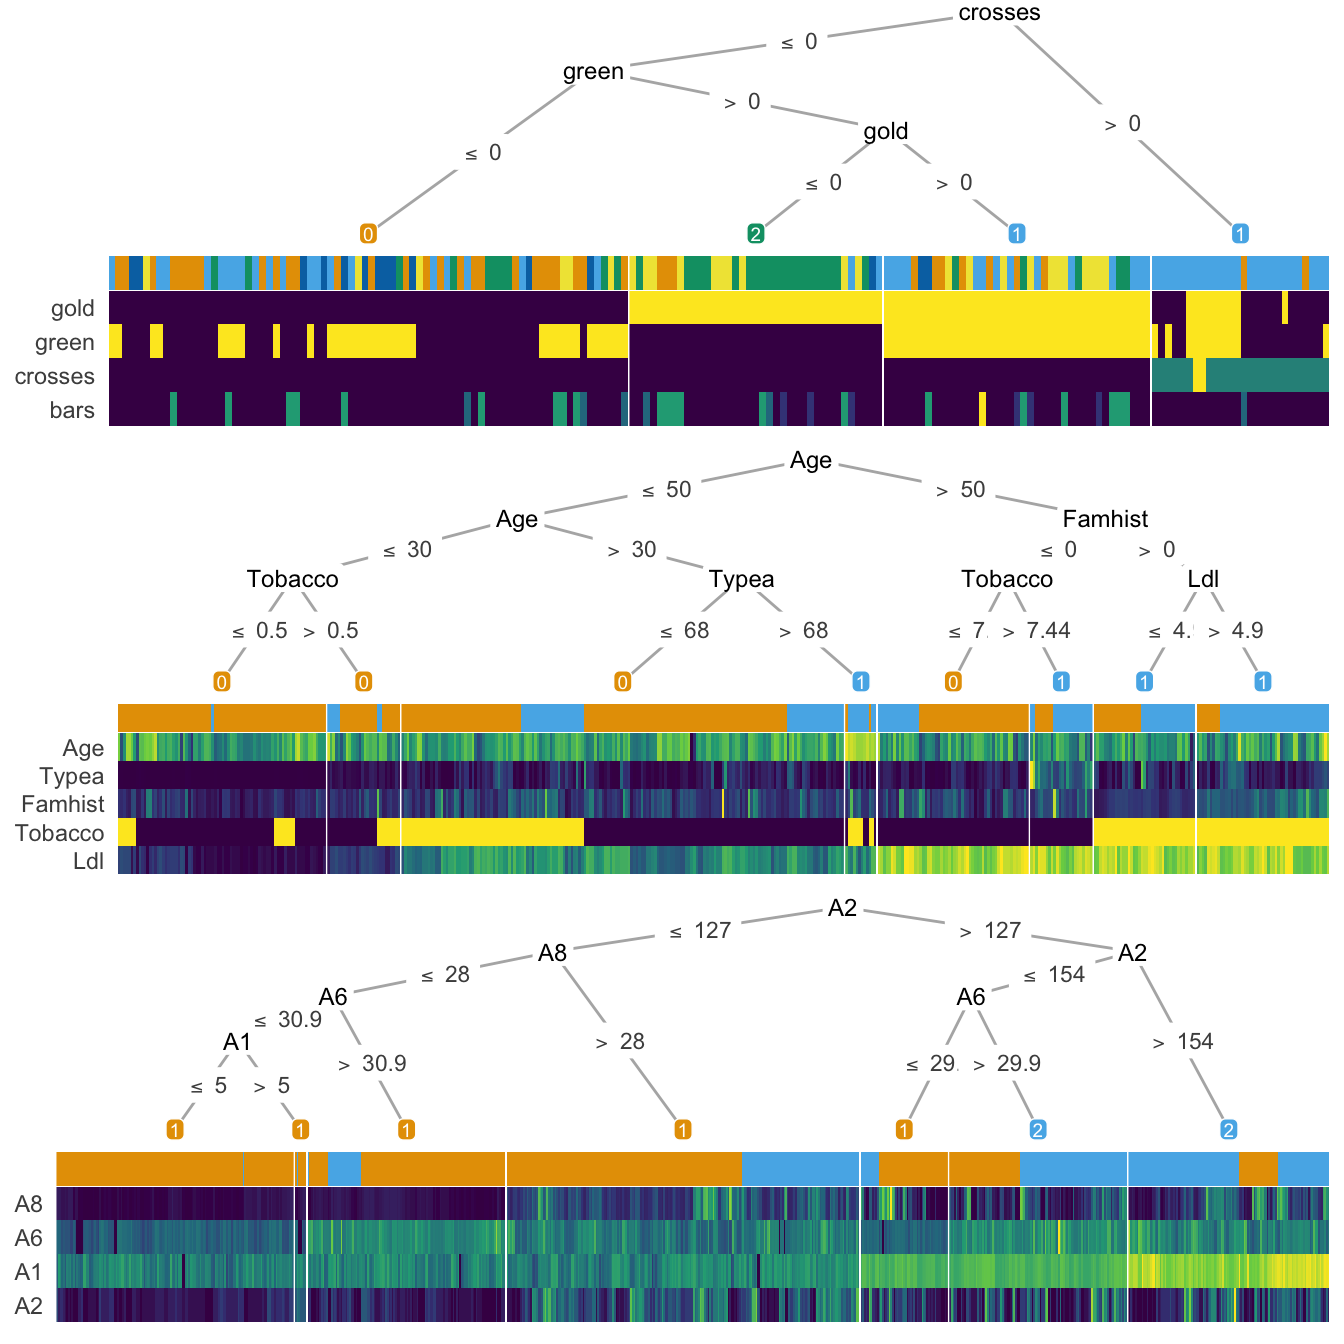 crosses
≤ 0
green
> 0
> 0
gold
≤ 0
≤ 0
> 0
0
2
1
1
gold
green
crosses
bars
Age
≤ 50
> 50
Age
Famhist
≤ 30
> 30
≤ 0
> 0
Tobacco
Typea
Tobacco
Ldl
≤ 0.5
> 0.5
≤ 68
> 68
≤ 7.
> 7.44
≤ 4.
> 4.9
0
0
0
1
0
1
1
1
Age
Typea
Famhist
Tobacco
Ldl
A2
≤ 127
> 127
A8
A2
≤ 28
≤ 154
A6
A6
≤ 30.9
A1
> 28
> 154
> 30.9
≤ 29.
> 29.9
≤ 5
> 5
1
1
1
1
1
2
2
A8
A6
A1
A2